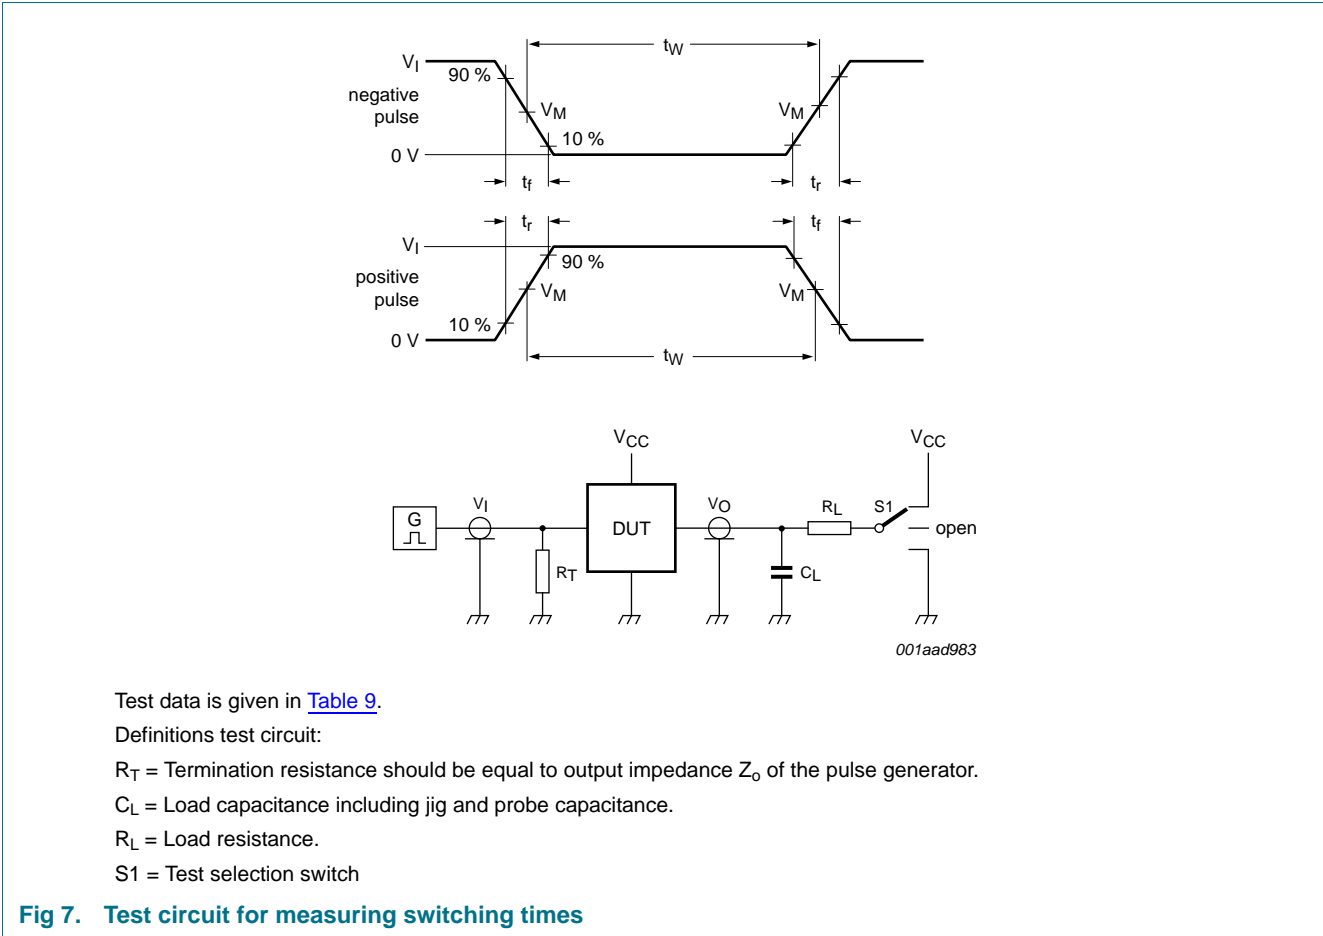 tW
VI
90 %
negative
pulse
VM
VM
10 %
0 V
tf
tr
tr
tf
VI
90 %
positive
pulse
VM
VM
10 %
0 V
tW
VCC
VCC
G
VI
DUT
VO
RL
S1
open
RT
CL
001aad983
Test data is given in Table 9.
Definitions test circuit:
RT = Termination resistance should be equal to output impedance Zo of the pulse generator.
CL = Load capacitance including jig and probe capacitance.
RL = Load resistance.
S1 = Test selection switch
Fig 7. Test circuit for measuring switching times